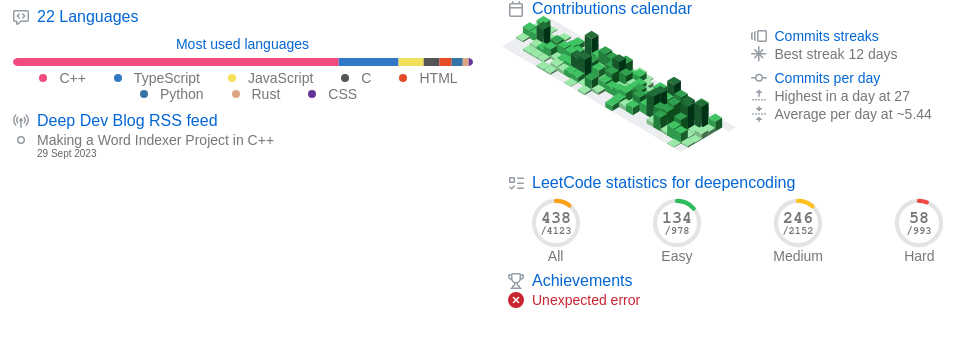 22 Languages
Most used languages
C++ TypeScript JavaScript C HTML
Python Rust CSS
Deep Dev Blog RSS feed
Making a Word Indexer Project in C++
29 Sept 2023
Contributions calendar
Commits streaks
Best streak 12 days
Commits per day
Highest in a day at 27
Average per day at ~5.44
LeetCode statistics for deepencoding
438 134 246 58
/4123 /978 /2152 /993
All Easy Medium Hard
Achievements
Unexpected error